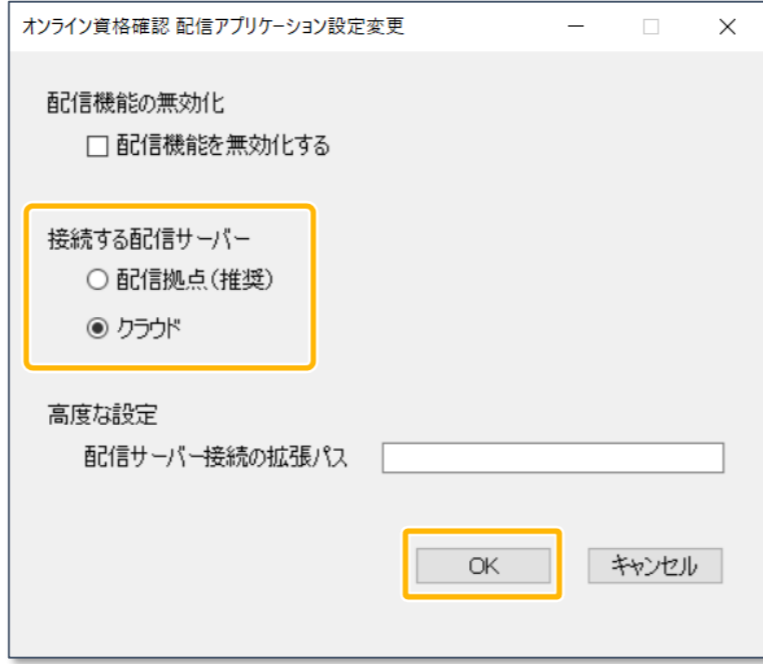 オンライン資格確認 配信アプリケーション設定変更
配信機能の無効化
配信機能を無効化する
接続する配信サーバー
配信拠点(推奨)
クラウド
高度な設定
配信サーバー接続の拡張パス
OK キャンセル